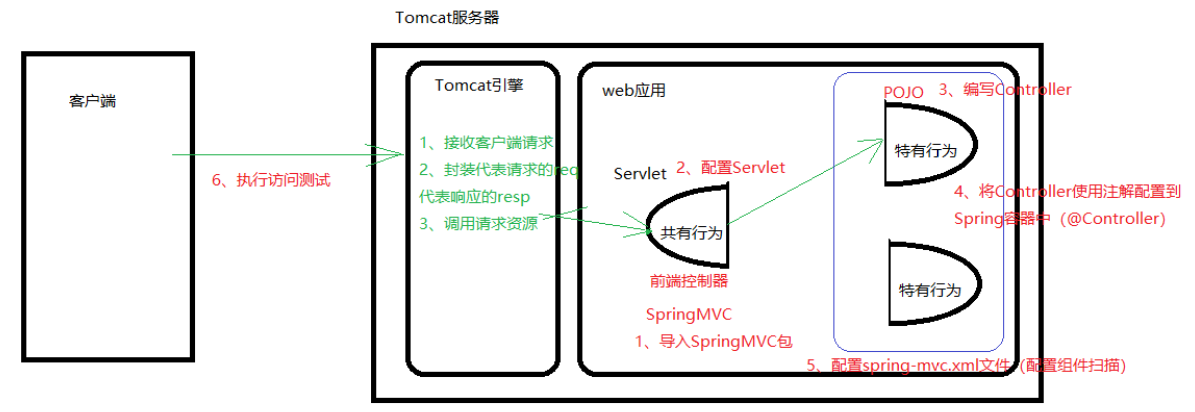 Tomcat服务器
客户端
Tomcat引擎
1、接收客户端请求
2、封装代表请求的req
代表响应的resp
3、调用请求资源
6、执行访问测试
web应用
Servlet
2、配置Servlet
共有行为
前端控制器
SpringMVC
1、导入SpringMVC包
POJO
3、编写Controller
特有行为
4、将Controller使用注解配置到
Spring容器中（@Controller）
特有行为
5、配置spring-mvc.xml文件（配置组件扫描）